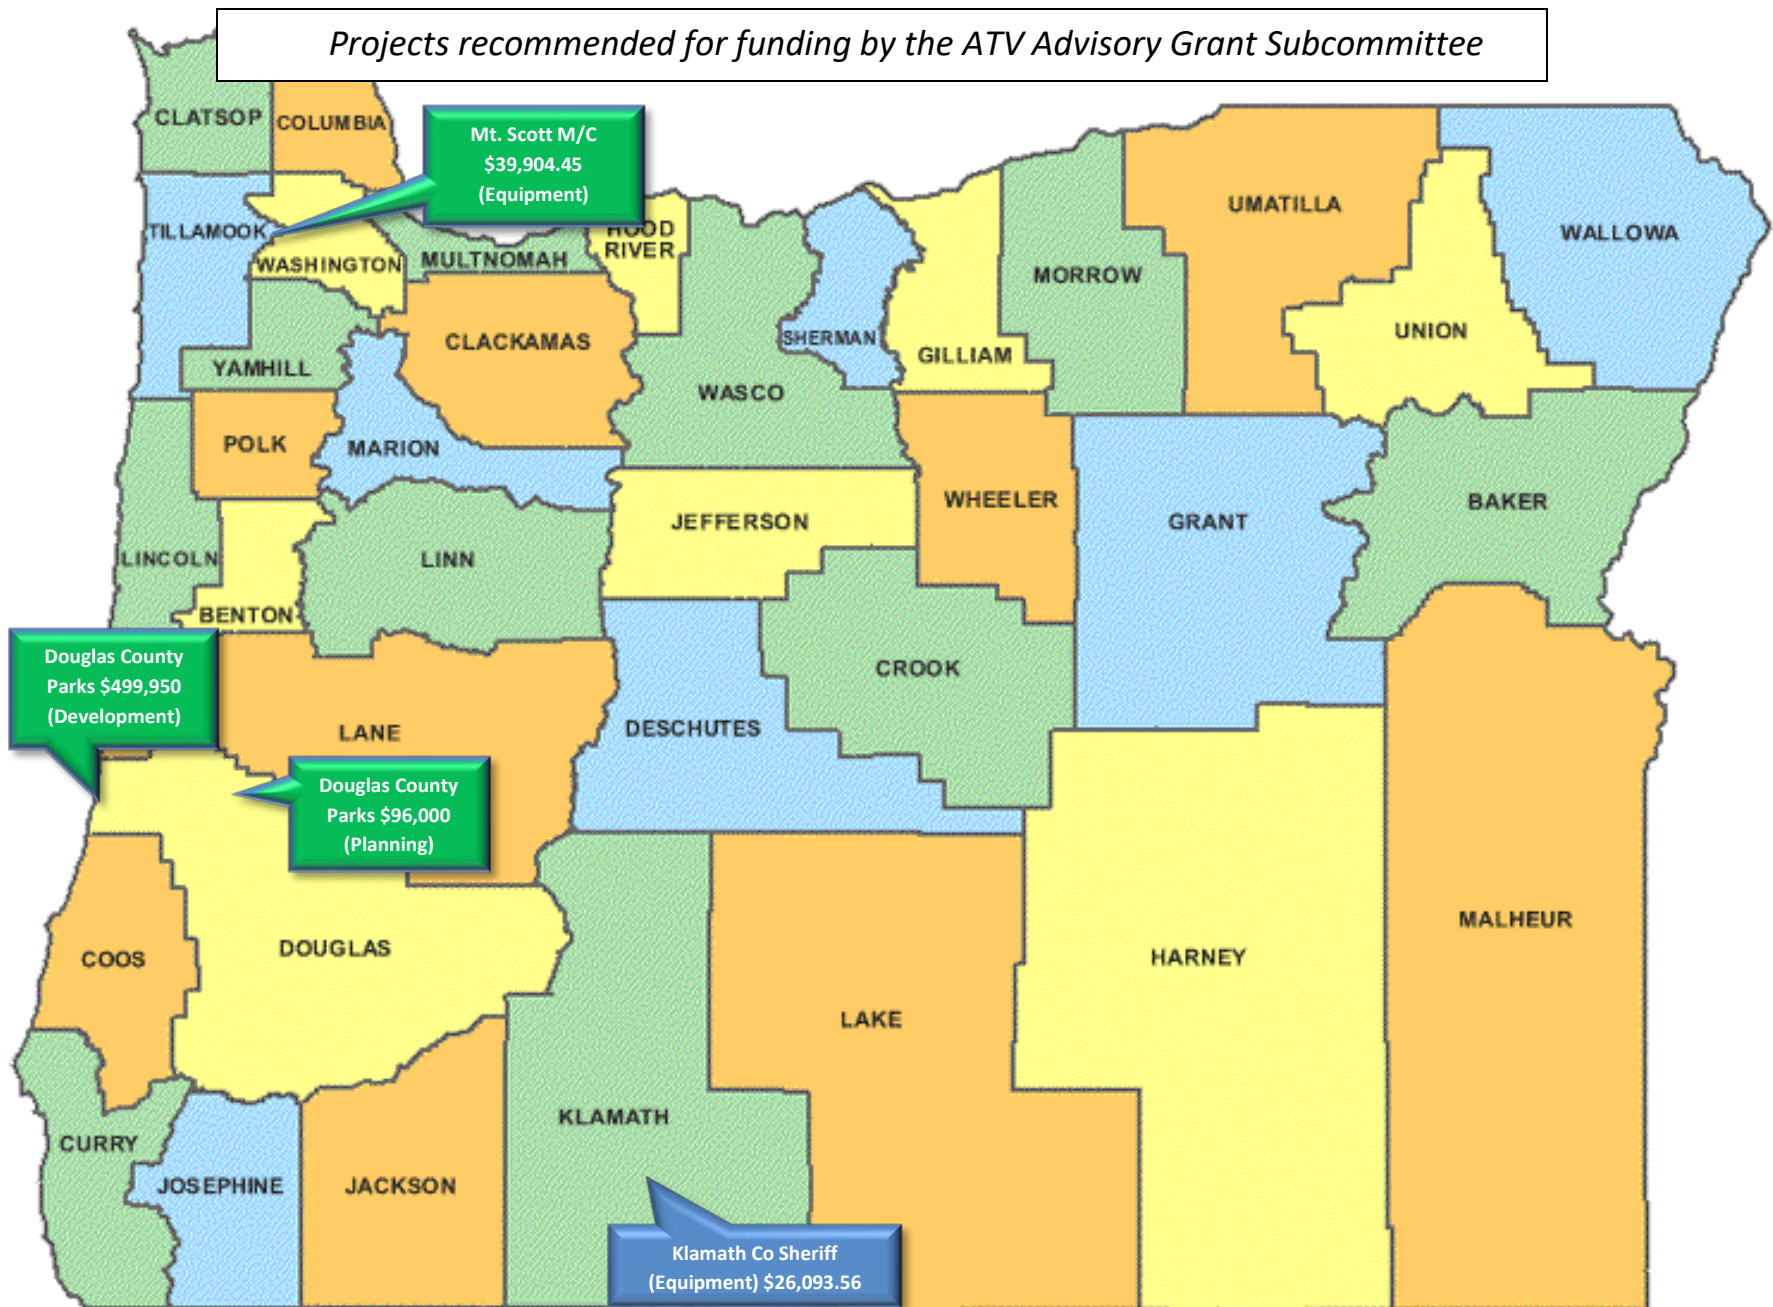 Projects recommended for funding by the ATV Advisory Grant Subcommittee
CLATSOP
COLUMBIA
Mt. Scott M/C
$39,904.45
(Equipment)
TILLAMOOK
WASHINGTON
MULTNOMAH
HOOD
RIVER
UMATILLA
WALLOWA
MORROW
SHERMAN
GILLIAM
UNION
CLACKAMAS
YAMHILL
WASCO
POLK
MARION
WHEELER
BAKER
JEFFERSON
GRANT
LINCOLN
LINN
BENTON
Douglas County
Parks $499,950
(Development)
CROOK
LANE
DESCHUTES
Douglas County
Parks $96,000
(Planning)
MALHEUR
DOUGLAS
COOS
HARNEY
LAKE
KLAMATH
CURRY
JOSEPHINE
JACKSON
Klamath Co Sheriff
(Equipment) $26,093.56